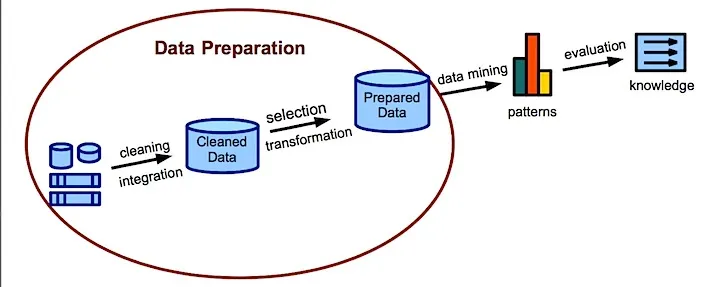 Data Preparation
cleaning
integration
Cleaned
Data
selection
transformation
Prepared
Data
data mining
patterns
evaluation
knowledge